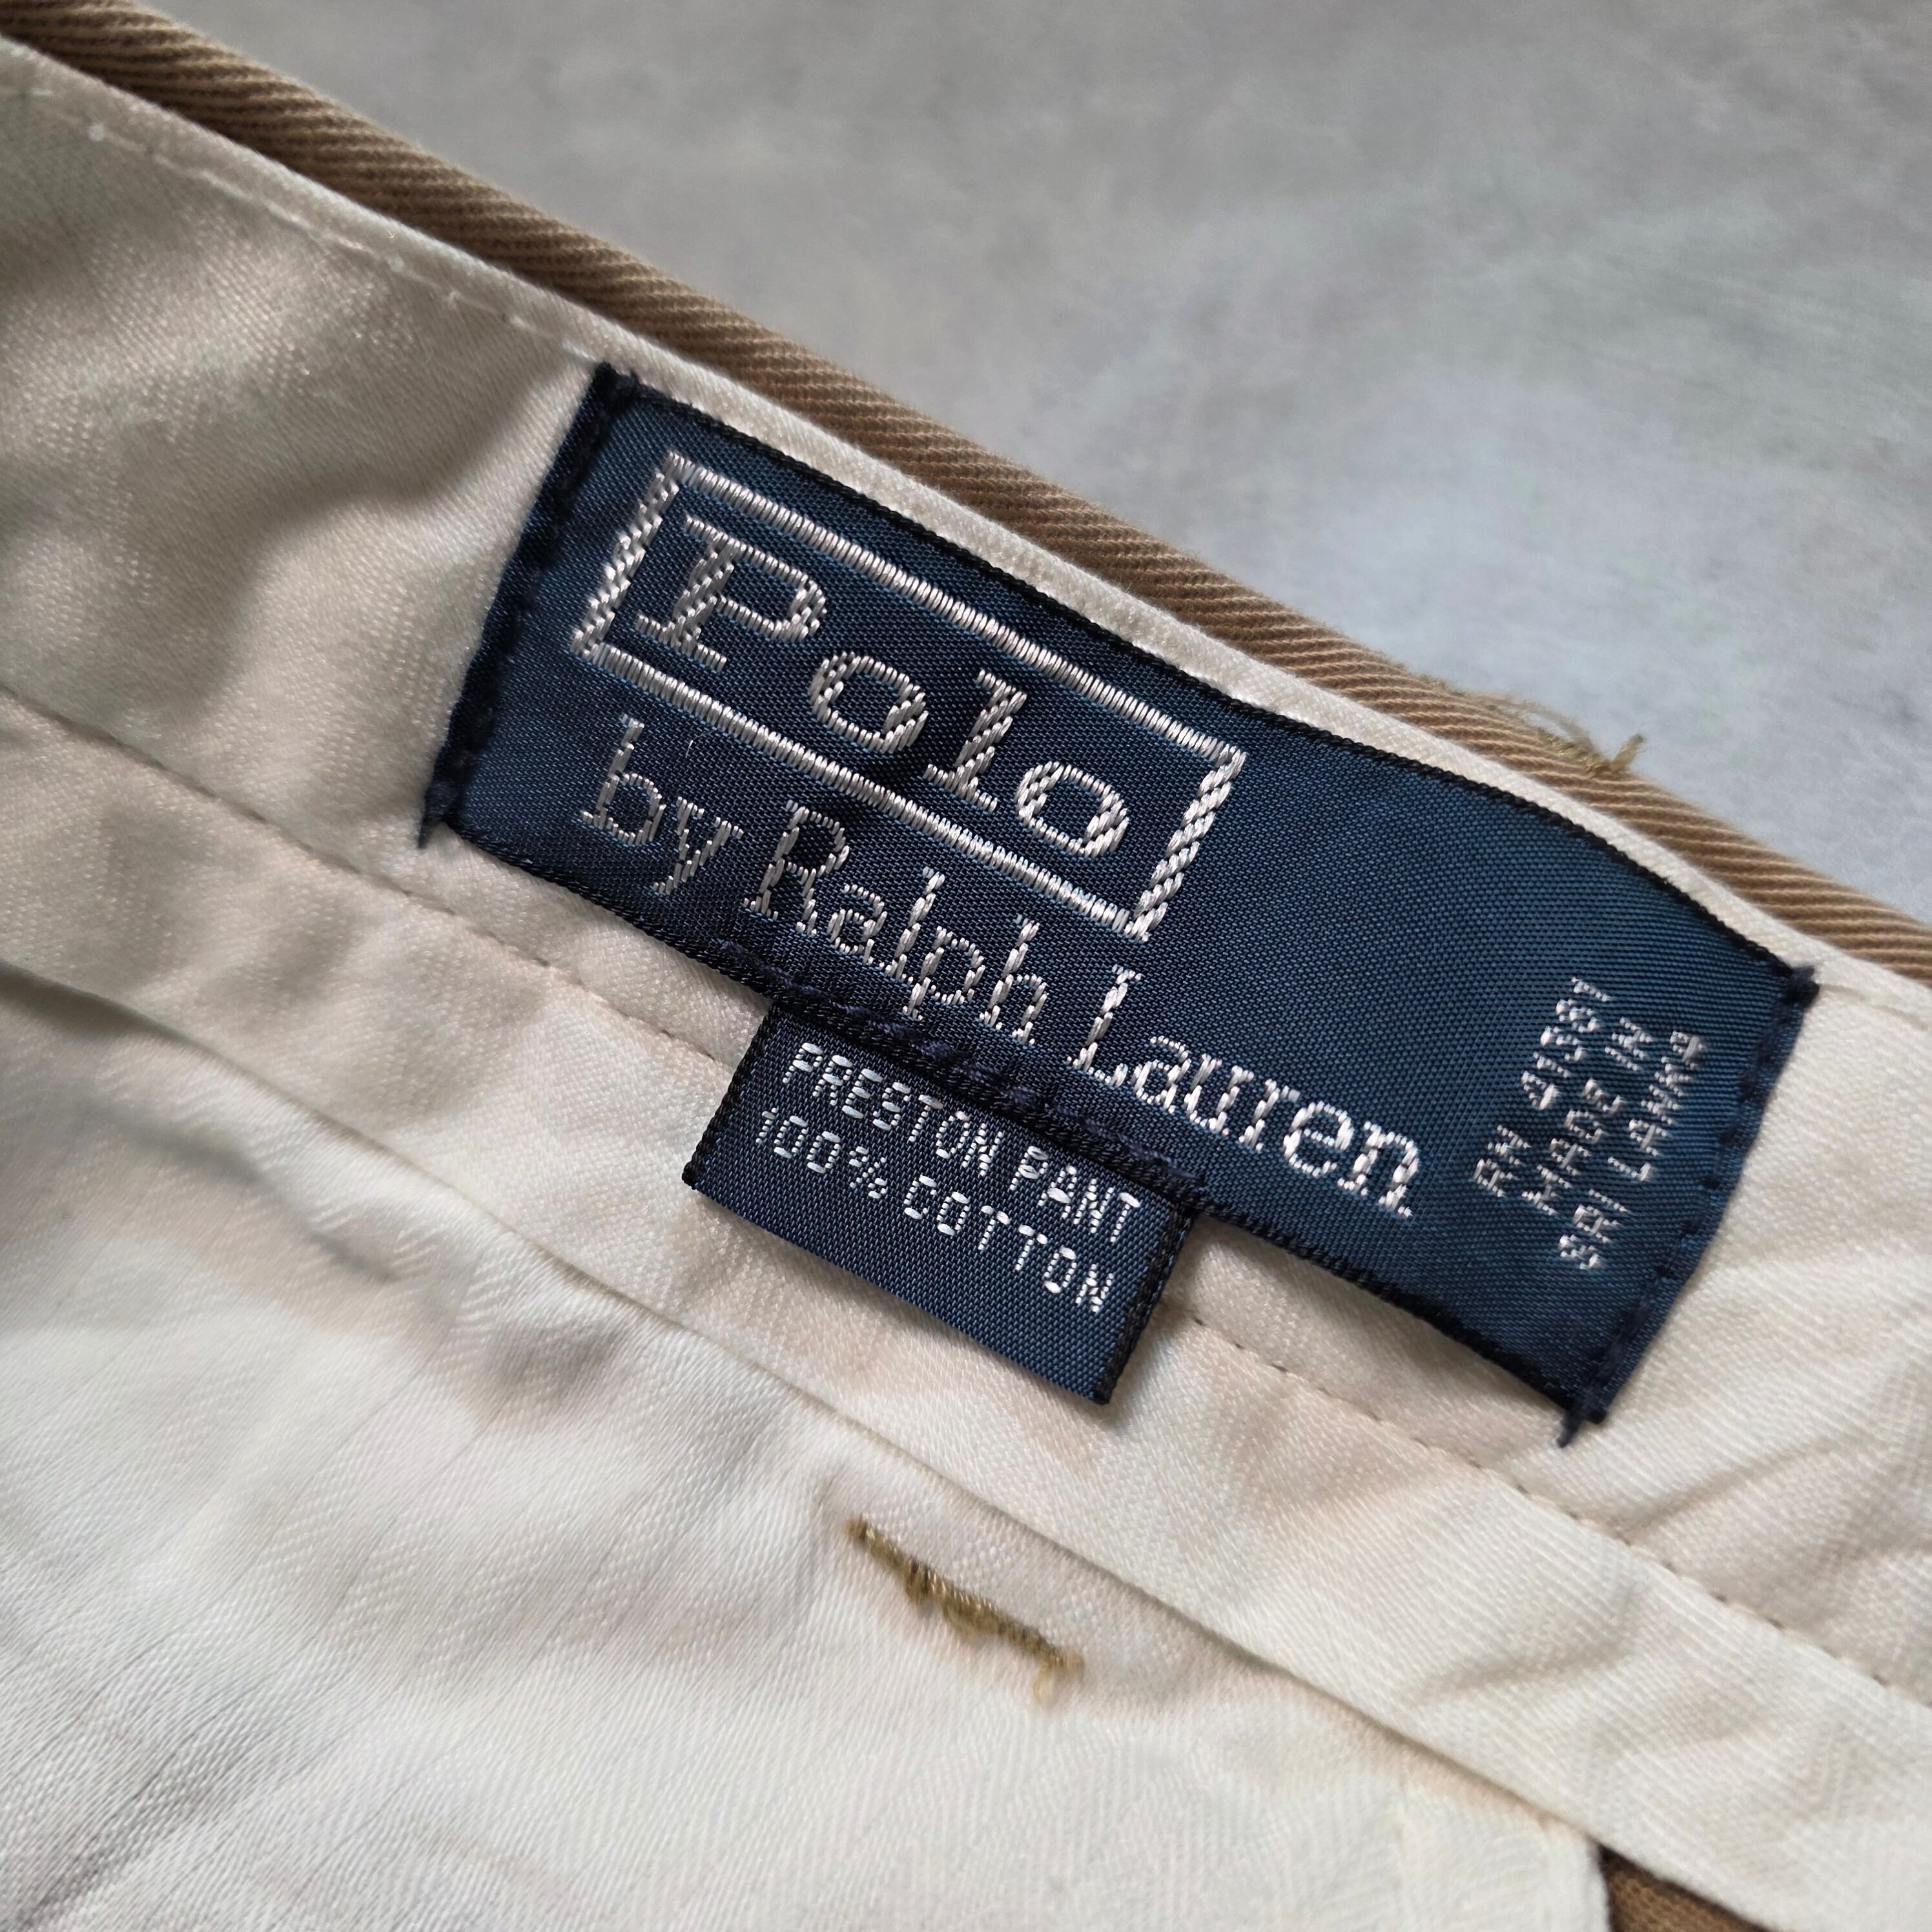 Polo
by Ralph Lauren
RN 41381
MADE IN
SRI LANKA
PRESTON PANT
100% COTTON